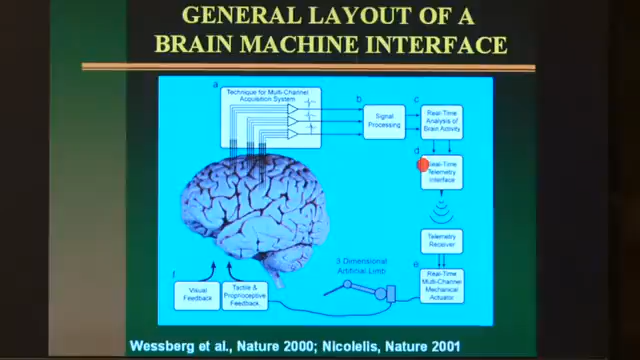 GENERAL LAYOUT OF A
BRAIN MACHINE INTERFACE
a
Technique for Multi-Channel
Acquisition System
b
Signal
Processing
c
Real-Time
Analysis of
Brain Activity
d
Real-Time
Telemetry
Interface
Telemetry
Receiver
e
Real-Time
Multi-Channel
Mechanical
Actuator
3 Dimensional
Artificial Limb
f
Visual
Feedback
Tactile &
Proprioceptive
Feedback
Wessberg et al., Nature 2000; Nicolelis, Nature 2001